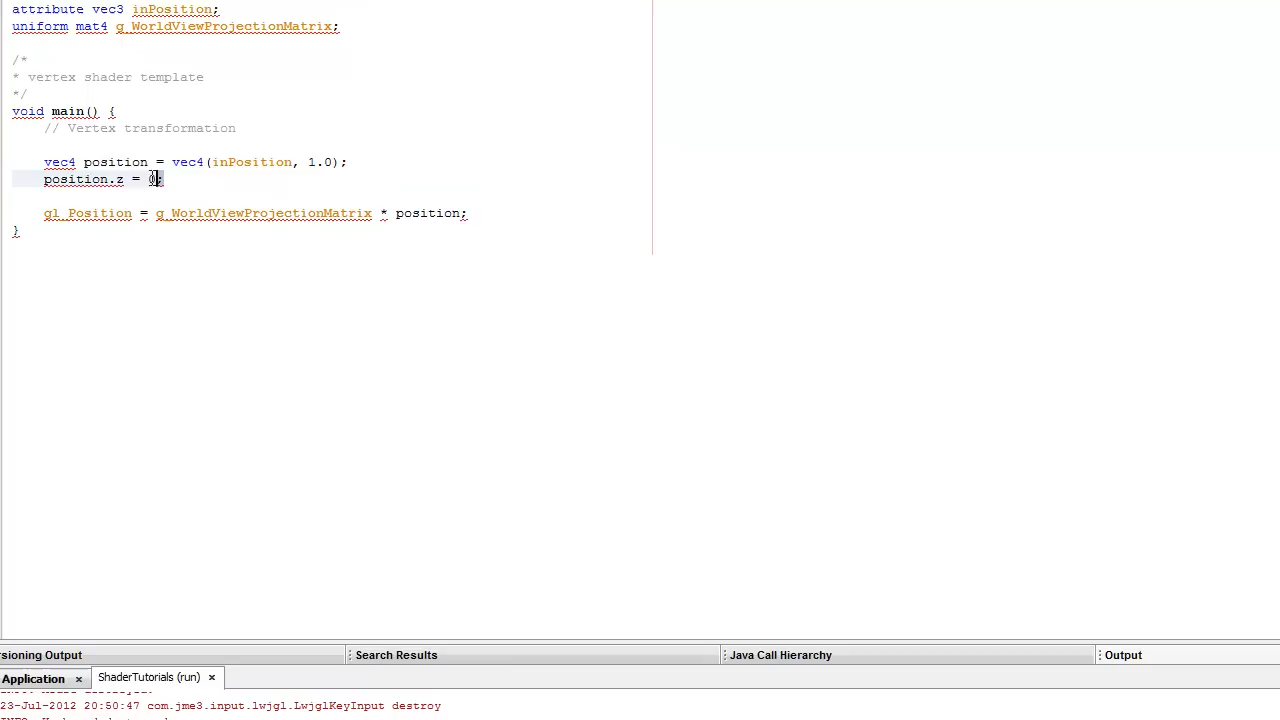 attribute vec3 inPosition;
uniform mat4 g_WorldViewProjectionMatrix;
/*
* vertex shader template
*/
void main() {
// Vertex transformation
vec4 position = vec4(inPosition, 1.0);
position.z = 0;
gl_Position = g_WorldViewProjectionMatrix * position;
}
rsioning Output
Search Results
Java Call Hierarchy
Output
Application ×
ShaderTutorials (run) ×
23-Jul-2012 20:50:47 com.jme3.input.lwjgl.LwjglKeyInput destroy